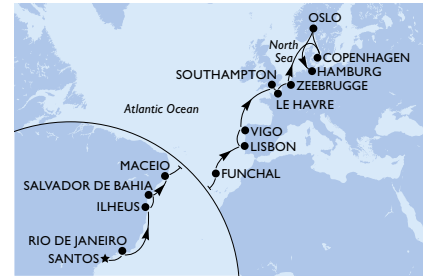 OSLO
North
Sea
COPENHAGEN
HAMBURG
SOUTHAMPTON
ZEEBRUGGE
LE HAVRE
Atlantic Ocean
VIGO
LISBON
MACEIO
FUNCHAL
SALVADOR DE BAHIA
ILHEUS
RIO DE JANEIRO
SANTOS